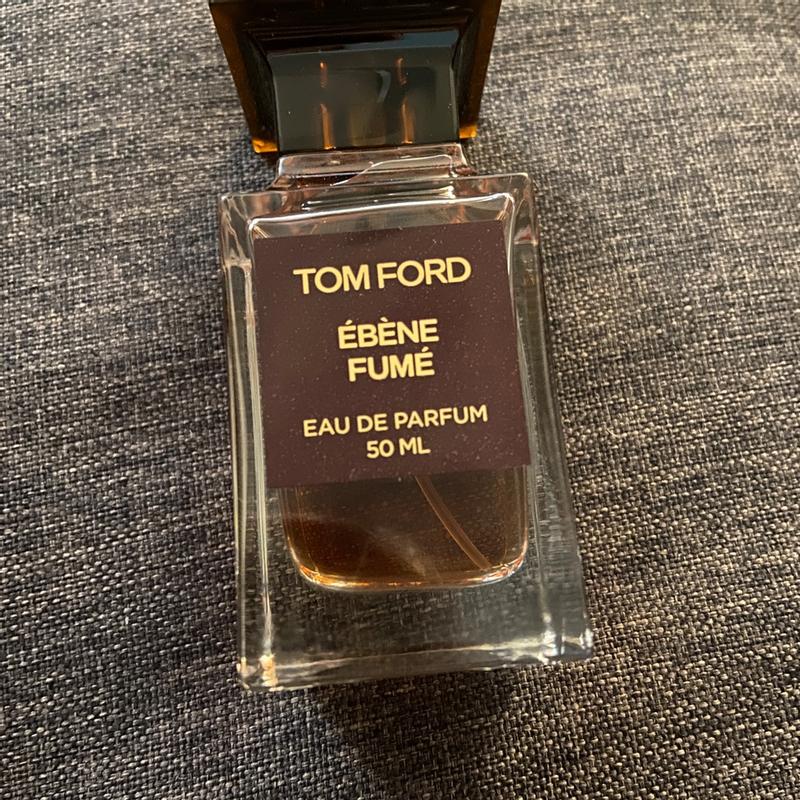 TOM FORD
ÉBÈNE
FUMÉ
EAU DE PARFUM
50 ML